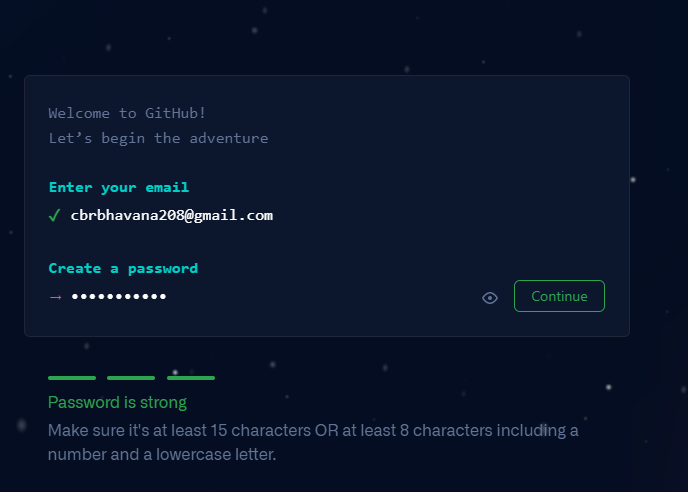 Welcome to GitHub!
Let’s begin the adventure
Enter your email
✓ cbrbhavana208@gmail.com
Create a password
→ •••••••••••
Continue
Password is strong
Make sure it's at least 15 characters OR at least 8 characters including a
number and a lowercase letter.